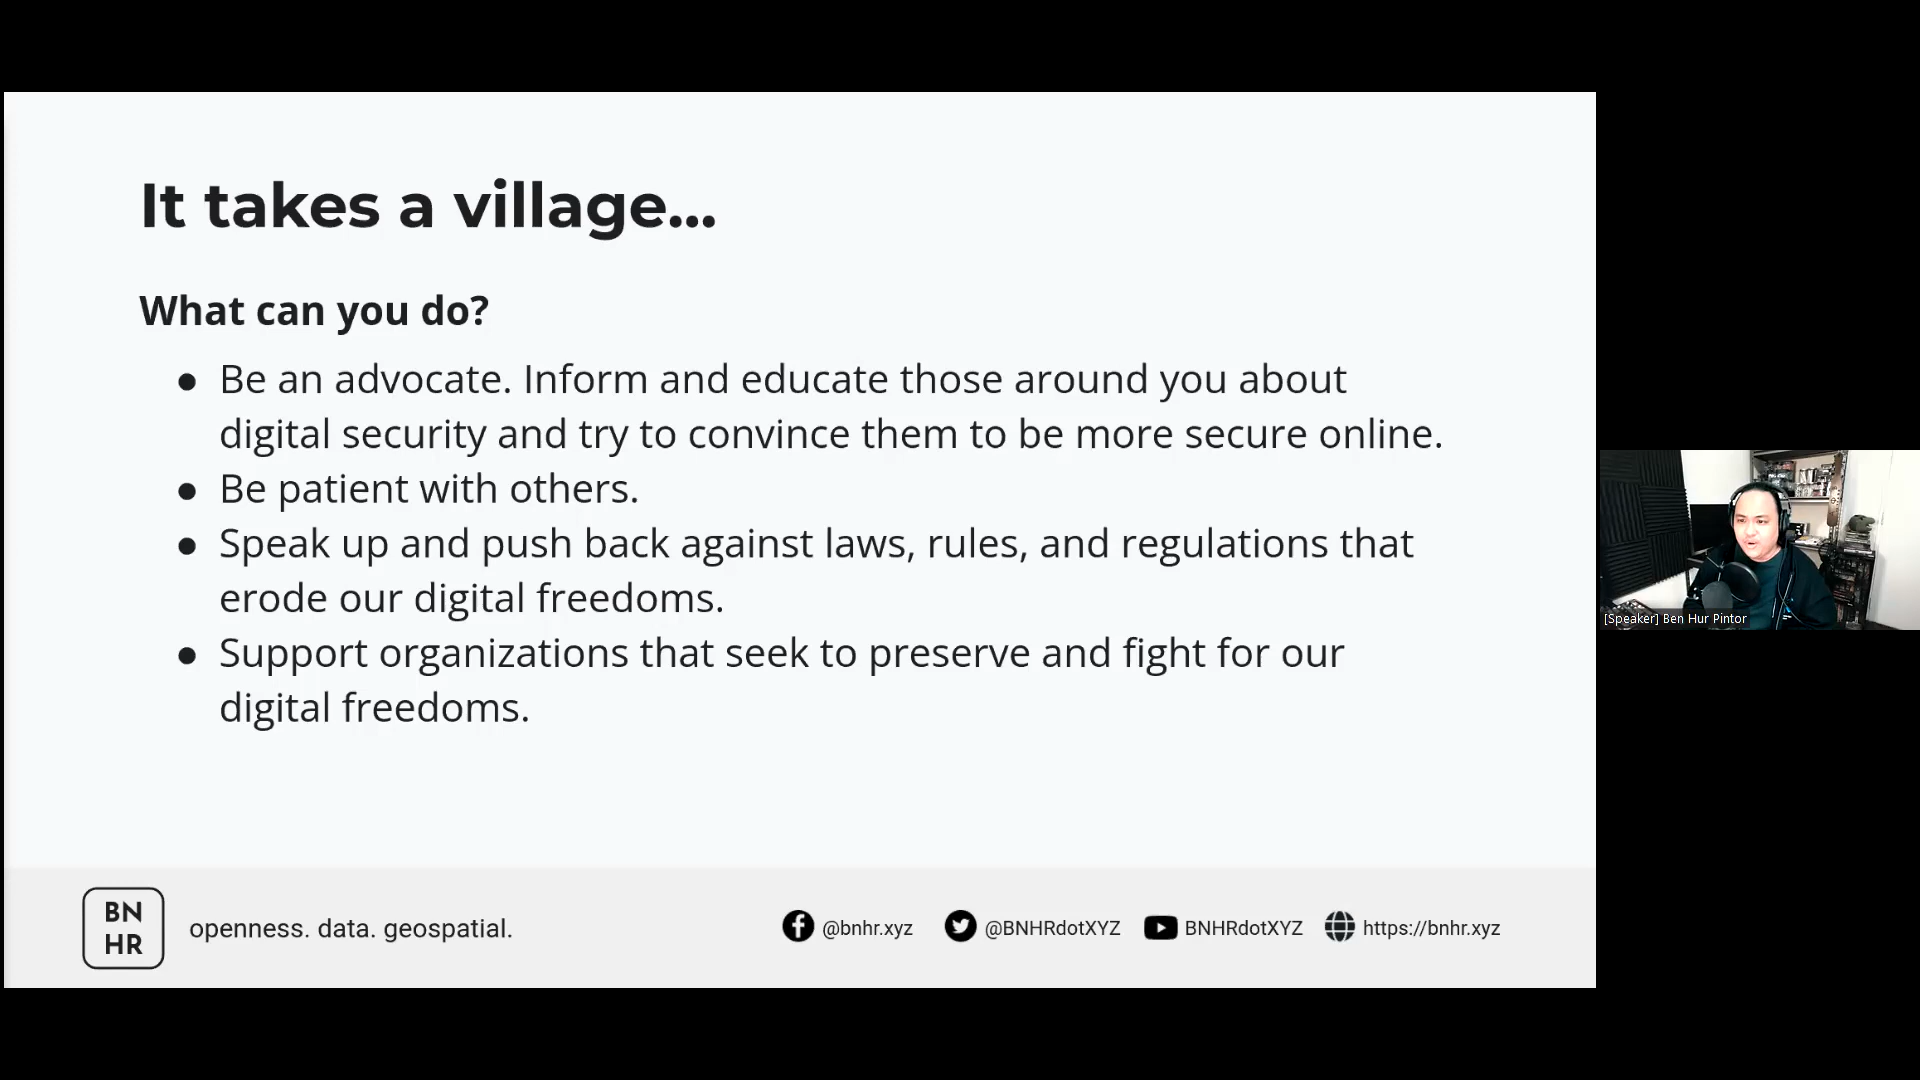 It takes a village...
What can you do?
● Be an advocate. Inform and educate those around you about
digital security and try to convince them to be more secure online.
● Be patient with others.
● Speak up and push back against laws, rules, and regulations that
erode our digital freedoms.
● Support organizations that seek to preserve and fight for our
digital freedoms.
BN
HR
openness. data. geospatial.
@bnhr.xyz
@BNHRdotXYZ
BNHRdotXYZ
https://bnhr.xyz
[Speaker] Ben Hur Pintor